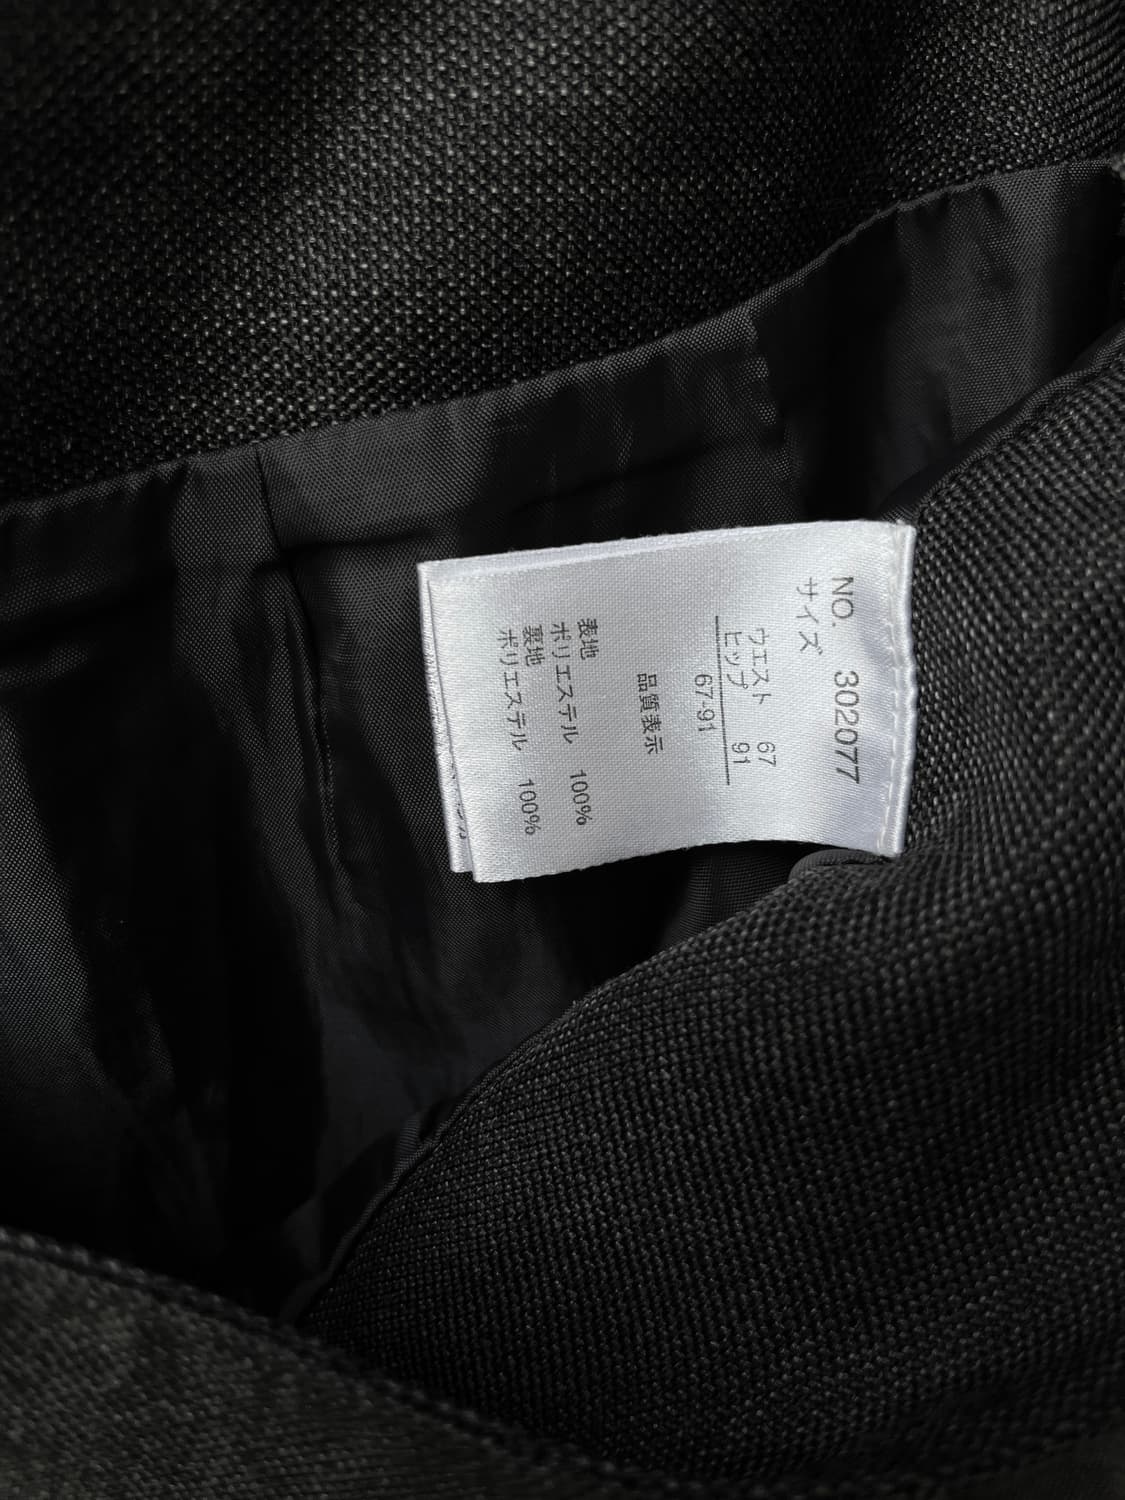 NO. 302077
サイズ
ウエスト 67
ヒップ 91
67-91
品質表示
表地
ポリエステル 100%
裏地
ポリエステル 100%